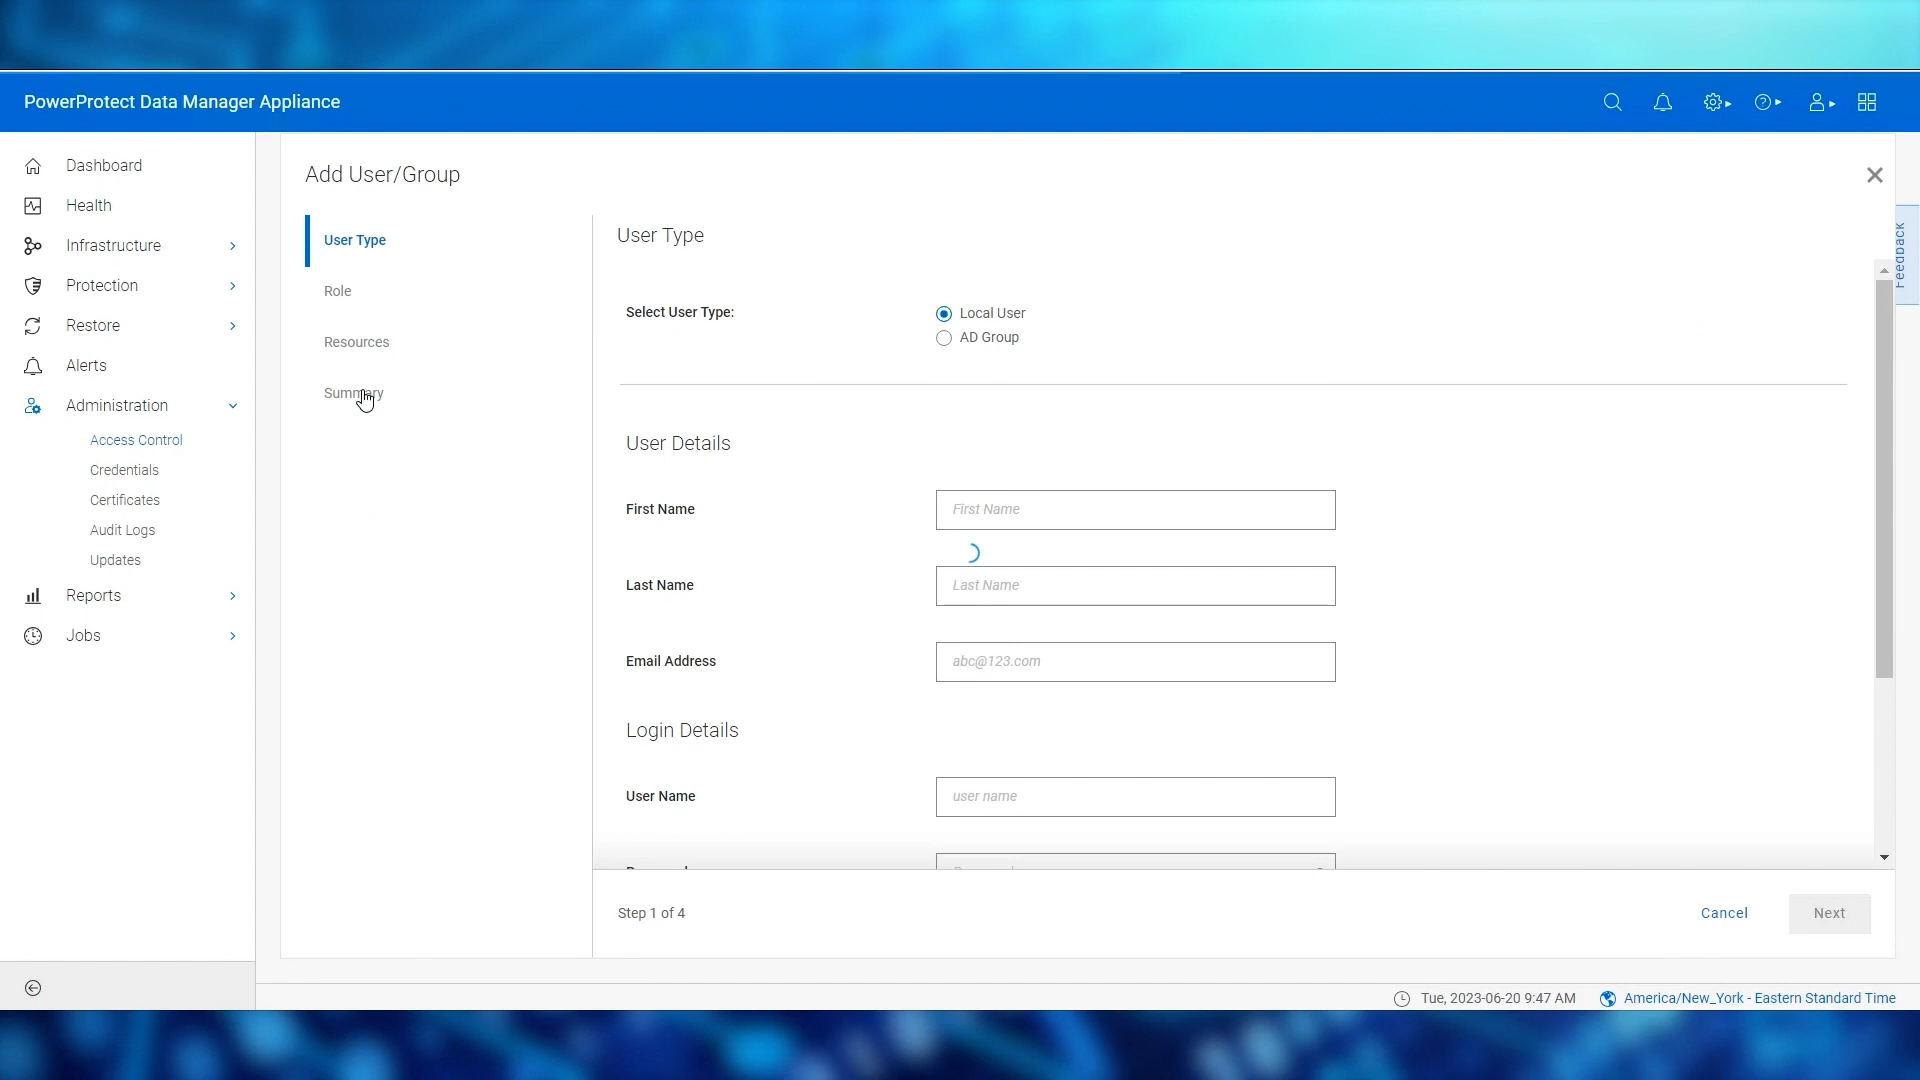 PowerProtect Data Manager Appliance
Dashboard
Health
Infrastructure
Protection
Restore
Alerts
Administration
Access Control
Credentials
Certificates
Audit Logs
Updates
Reports
Jobs
Add User/Group
User Type
Role
Resources
Summary
User Type
Select User Type:
Local User
AD Group
User Details
First Name
First Name
Last Name
Last Name
Email Address
abc@123.com
Login Details
User Name
user name
Step 1 of 4
Cancel
Next
Feedback
Tue, 2023-06-20 9:47 AM
America/New_York - Eastern Standard Time